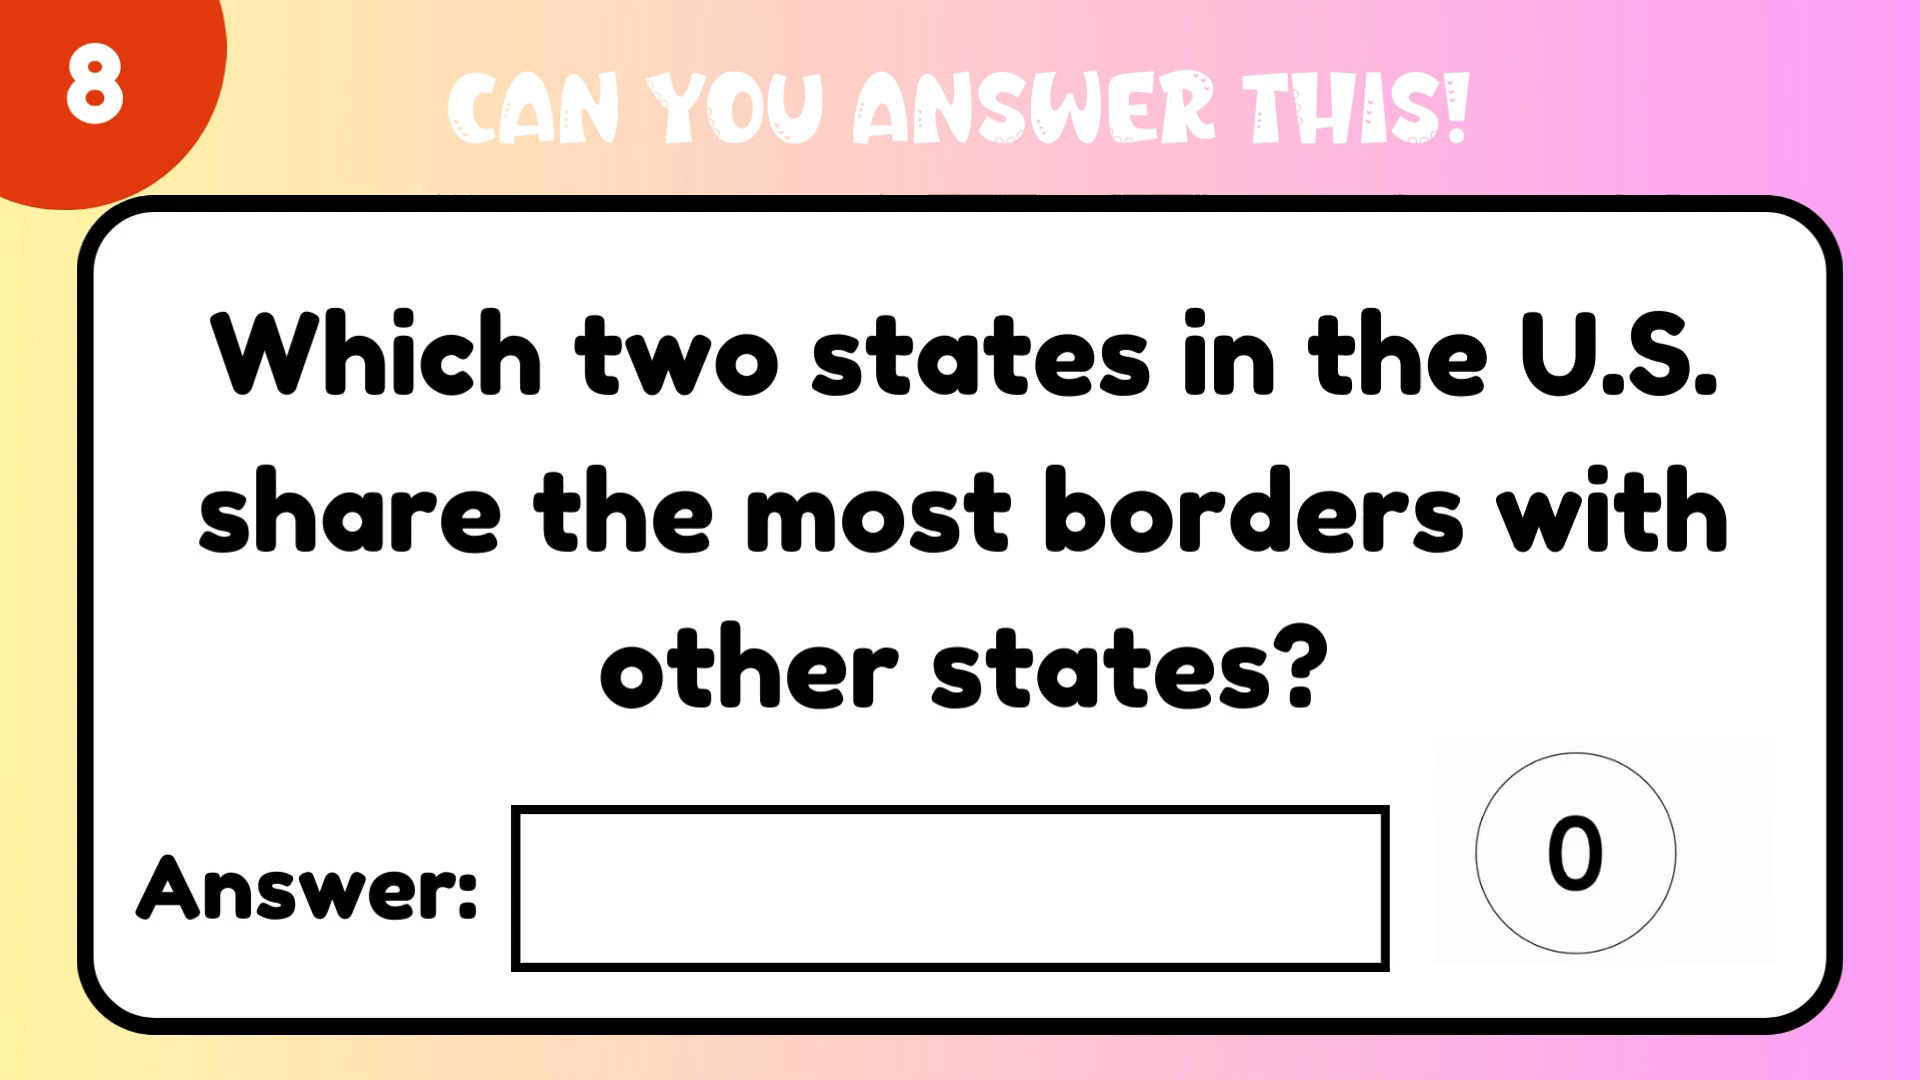 8
CAN YOU ANSWER THIS!
Which two states in the U.S.
share the most borders with
other states?
Answer:
0